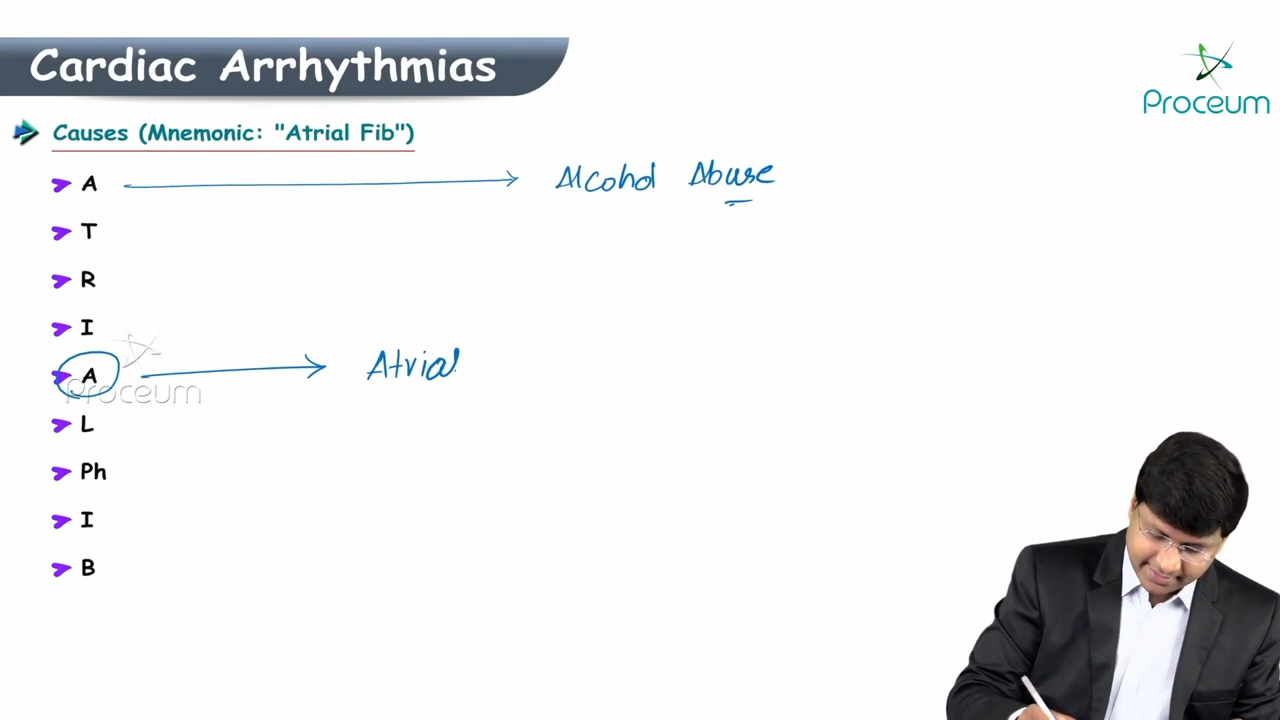 Cardiac Arrhythmias
Proceum
Causes (Mnemonic: "Atrial Fib")
A Alcohol Abuse
T
R
I
A Atrial
Proceum
L
Ph
I
B